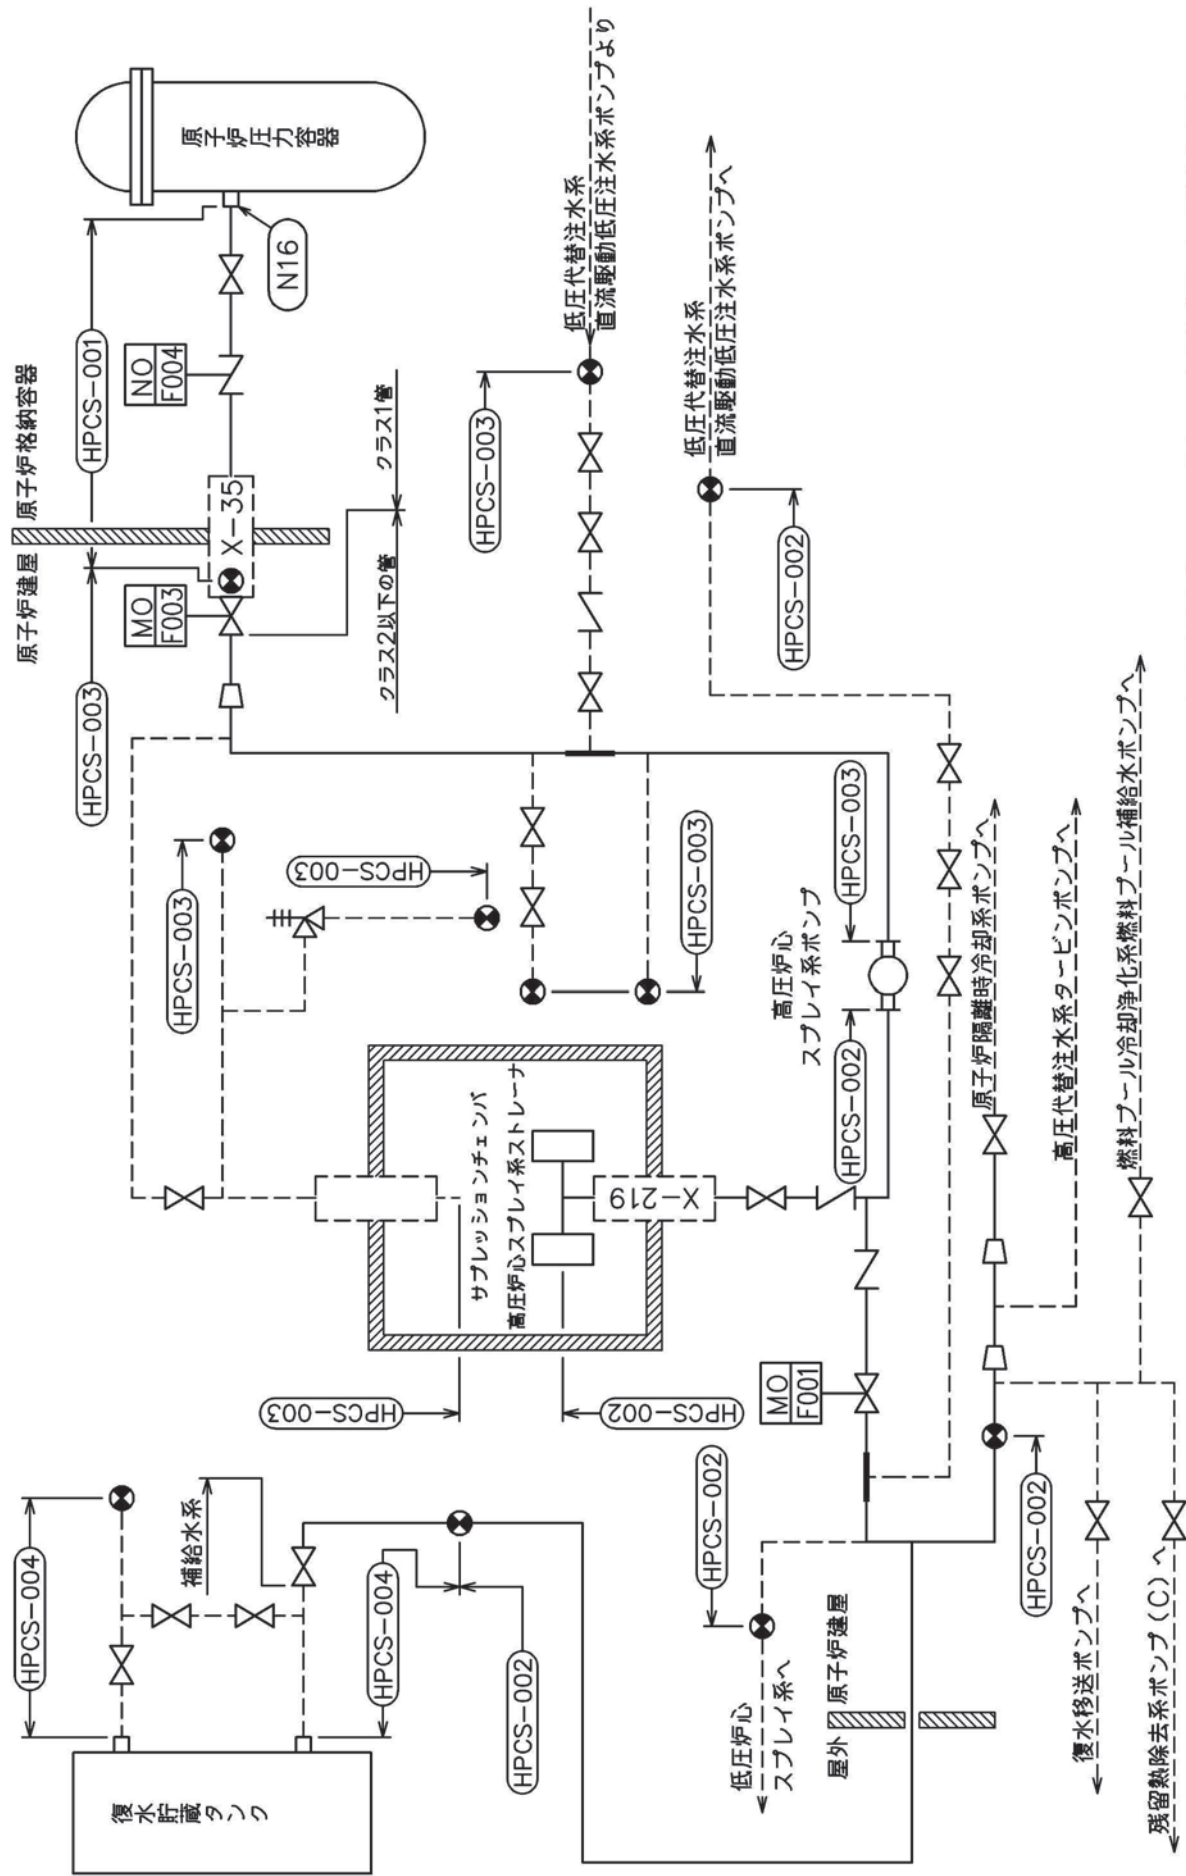 復水貯蔵タンク
HPCS-004
補給水系
HPCS-004
HPCS-002
屋外
原子炉建屋
低圧炉心
スプレイ系へ
HPCS-002
復水移送ポンプへ
残留熱除去系ポンプ(C)へ
HPCS-002
MO
F001
HPCS-003
HPCS-002
サプレッションチェンバ
高圧炉心スプレイ系ストレーナ
X-219
HPCS-003
HPCS-003
HPCS-003
高圧炉心
スプレイ系ポンプ
HPCS-002
HPCS-003
原子炉隔離時冷却系ポンプへ
高圧代替注水系タービンポンプへ
燃料プール冷却浄化系燃料プール補給水ポンプへ
HPCS-003
原子炉建屋
原子炉格納容器
MO
F003
X-35
HPCS-001
NO
F004
N16
原子炉圧力容器
クラス2以下の管
クラス1管
HPCS-003
低圧代替注水系
直流駆動低圧注水系ポンプより
HPCS-002
低圧代替注水系
直流駆動低圧注水系ポンプへ